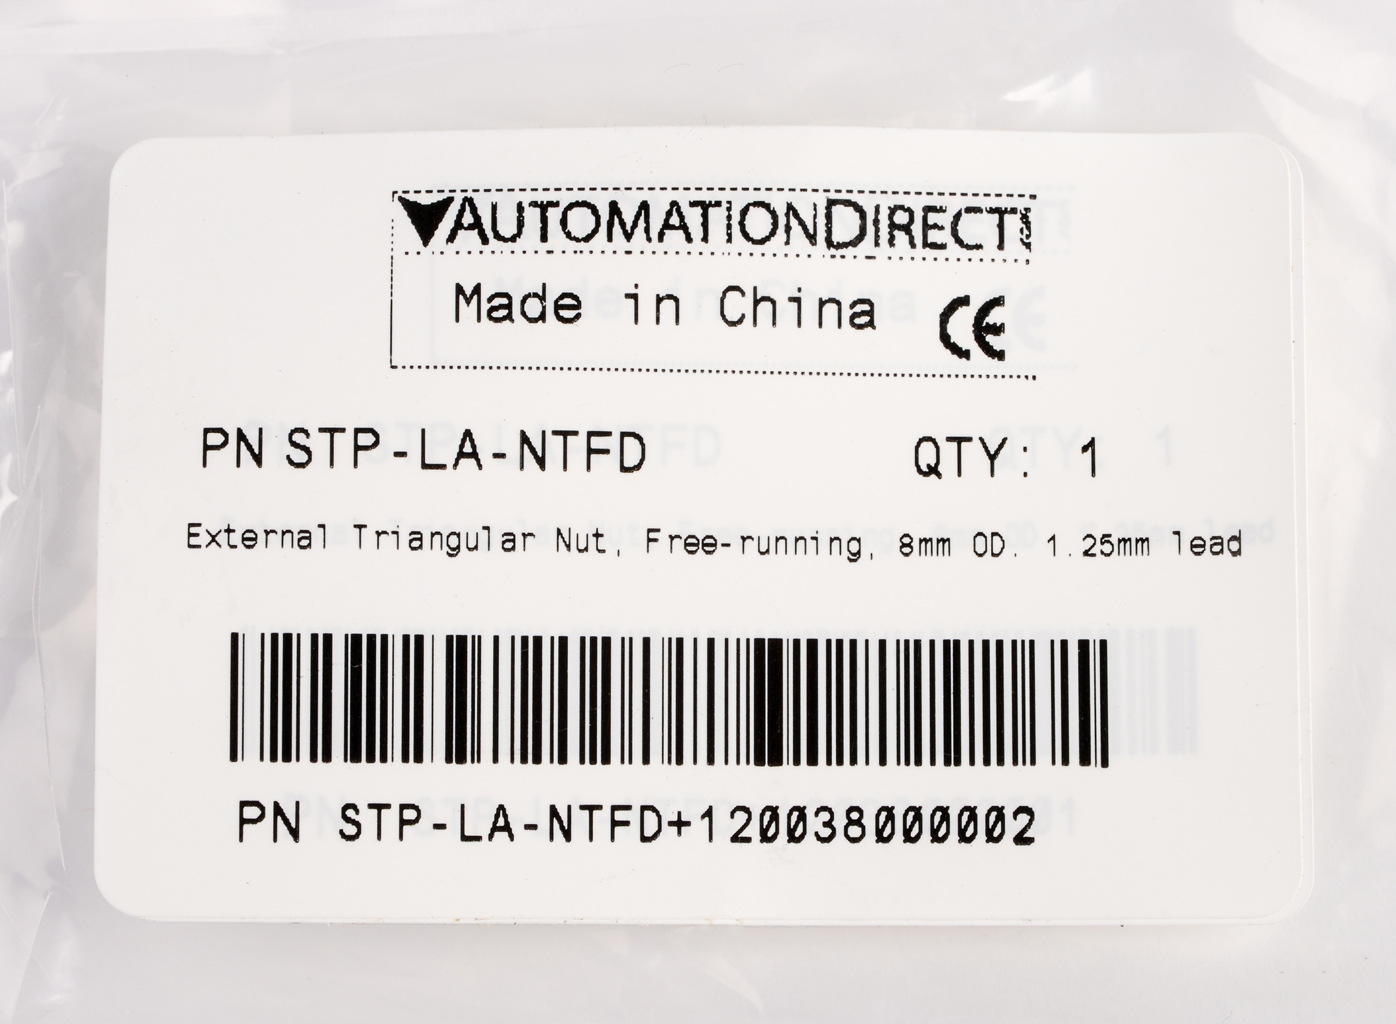 AUTOMATIONDIRECT
Made in China CE
PN STP-LA-NTFD QTY: 1
External Triangular Nut, Free-running, 8mm OD. 1.25mm lead
PN STP-LA-NTFD+120038000002